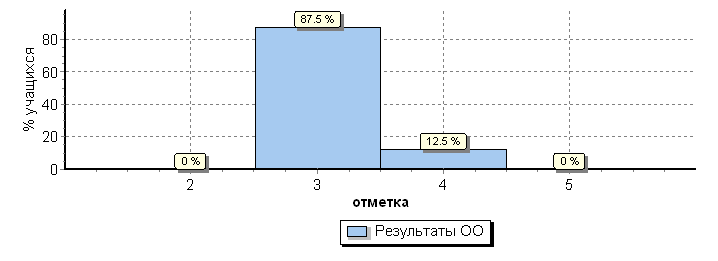 % учащихся
80
60
40
20
0
87.5 %
12.5 %
0 %
0 %
2 3 4 5
отметка
Результаты ОО